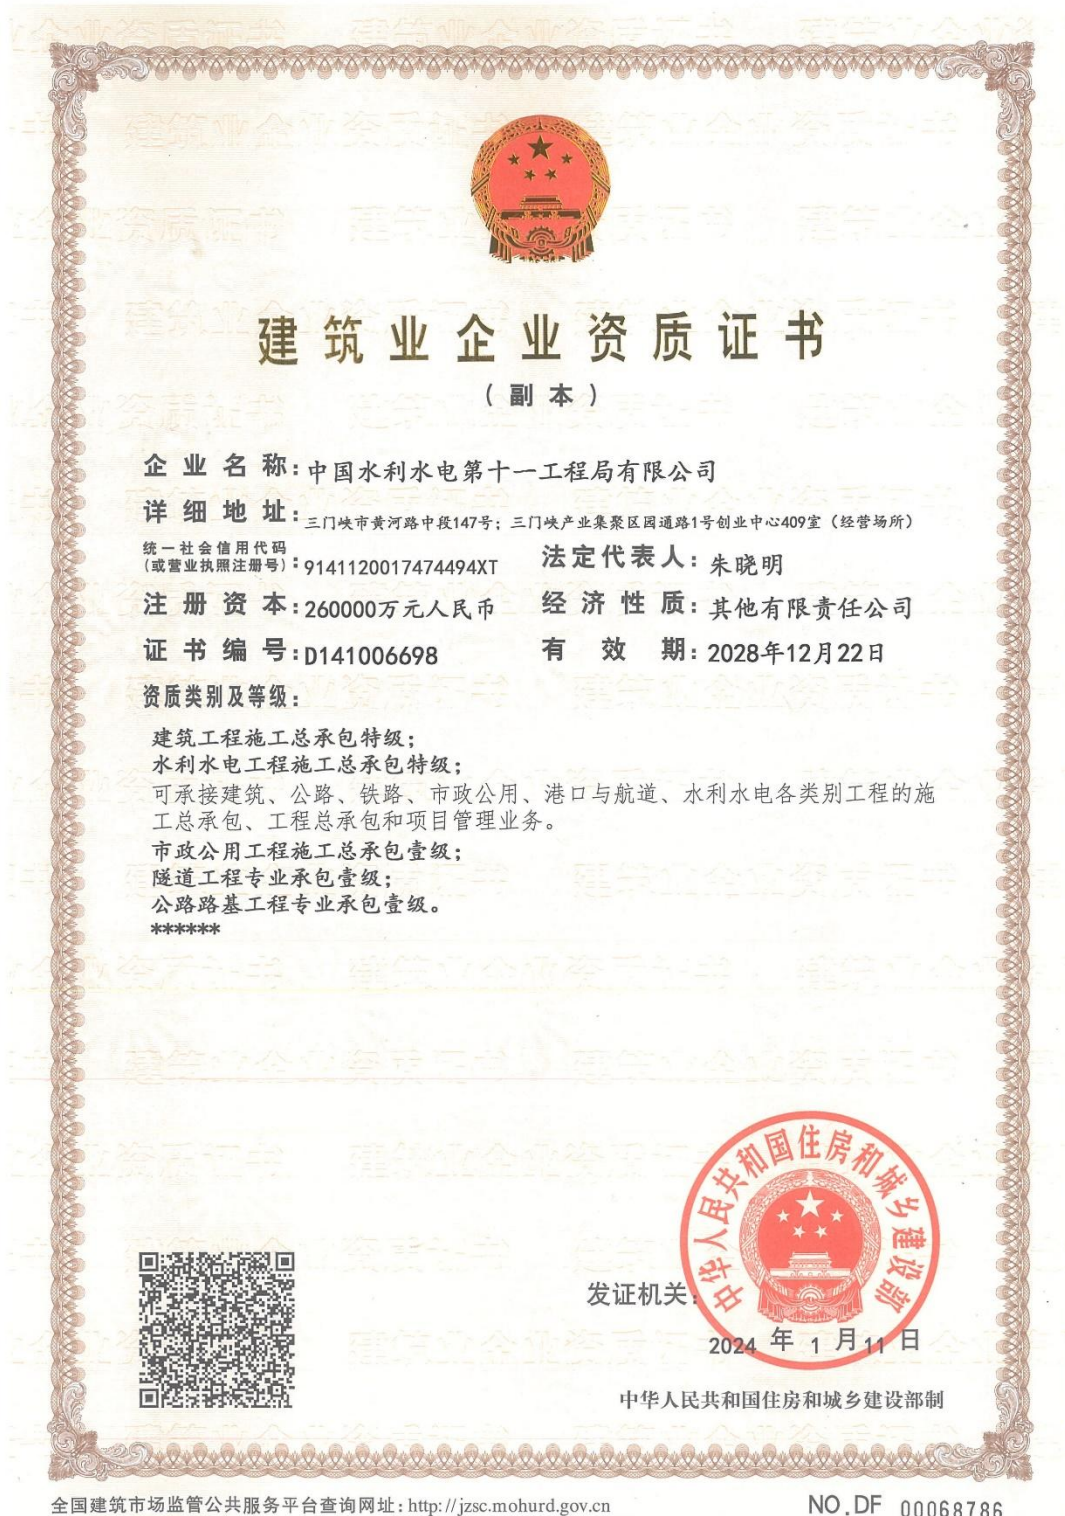 建筑业企业资质证书
（副本）
企业名称：中国水利水电第十一工程局有限公司
详细地址：三门峡市黄河路中段147号；三门峡产业集聚区园通路1号创业中心409室（经营场所）
统一社会信用代码
（或营业执照注册号）：9141120017474494XT 法定代表人：朱晓明
注册资本：260000万元人民币 经济性质：其他有限责任公司
证书编号：D141006698 有效期：2028年12月22日
资质类别及等级：
建筑工程施工总承包特级；
水利水电工程施工总承包特级；
可承接建筑、公路、铁路、市政公用、港口与航道、水利水电各类别工程的施
工总承包、工程总承包和项目管理业务。
市政公用工程施工总承包壹级；
隧道工程专业承包壹级；
公路路基工程专业承包壹级。
******
中华人民共和国住房和城乡建设部
发证机关：
2024 年 1 月 11 日
中华人民共和国住房和城乡建设部制
全国建筑市场监管公共服务平台查询网址：http://jzsc.mohurd.gov.cn
NO.DF 00068786